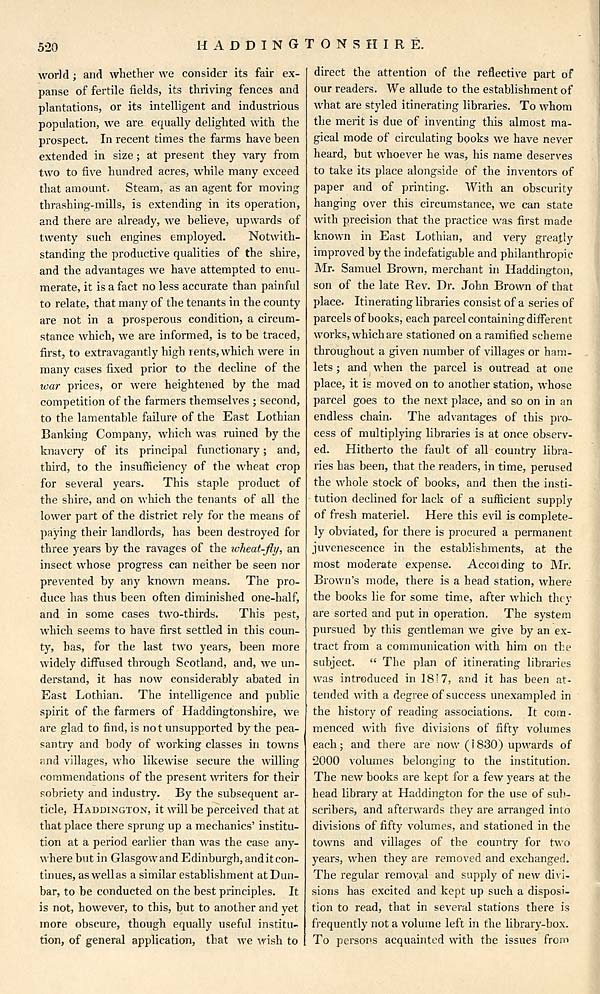 520
HADDINGTONSHIRE.
world ; and whether we consider its fair ex-
panse of fertile fields, its thriving fences and
plantations, or its intelligent and industrious
population, we are equally delighted with the
prospect. In recent times the farms have been
extended in size ; at present they vary from
two to five hundred acres, while many exceed
that amount. Steam, as an agent for moving
thrashing-mills, is extending in its operation,
and there are already, we believe, upwards of
twenty such engines employed. Notwith-
standing the productive qualities of the shire,
and the advantages we have attempted to enu-
merate, it is a fact no less accurate than painful
to relate, that many of the tenants in the county
are not in a prosperous condition, a circum-
stance which, we are informed, is to be traced,
first, to extravagantly high rents, which were in
many cases fixed prior to the decline of the
war prices, or were heightened by the mad
competition of the farmers themselves ; second,
to the lamentable failure of the East Lothian
Banking Company, which was ruined by the
knavery of its principal functionary ; and,
third, to the insufficiency of the wheat crop
for several years. This staple product of
the shire, and on which the tenants of all the
lower part of the district rely for the means of
paying their landlords, has been destroyed for
three years by the ravages of the wheat-fly, an
insect whose progress can neither be seen nor
prevented by any known means. The pro-
duce has thus been often diminished one-half,
and in some cases two-thirds. This pest,
which seems to have first settled in this coun-
ty, has, for the last two years, been more
widely diffused through Scotland, and, we un-
derstand, it has now considerably abated in
East Lothian. The intelligence and public
spirit of the farmers of Haddingtonshire, we
are glad to find, is not unsupported by the pea-
santry and body of working classes in towns
and villages, who likewise secure the willing
commendations of the present writers for their
sobriety and industry. By the subsequent ar-
ticle, HADDINGTON, it will be perceived that at
that place there sprung up a mechanics' institu-
tion at a period earlier than was the case any-
where but in Glasgow and Edinburgh, and it con-
tinues, as well as a similar establishment at Dun-
bar, to be conducted on the best principles. It
is not, however, to this, but to another and yet
more obscure, though equally useful institu-
tion, of general application, that we wish to
direct the attention of the reflective part of
our readers. We allude to the establishment of
what are styled itinerating libraries. To whom
the merit is due of inventing this almost ma-
gical mode of circulating books we have never
heard, but whoever he was, his name deserves
to take its place alongside of the inventors of
paper and of printing. With an obscurity
hanging over this circumstance, we can state
with precision that the practice was first made
known in East Lothian, and very greatly
improved by the indefatigable and philanthropic
Mr. Samuel Brown, merchant in Haddington,
son of the late Rev. Dr. John Brown of that
place. Itinerating libraries consist of a series of
parcels of books, each parcel containing different
works, which are stationed on a ramified scheme
throughout a given number of villages or ham-
lets ; and when the parcel is outread at one
place, it is moved on to another station, whose
parcel goes to the next place, and so on in an
endless chain. The advantages of this pro-
cess of multiplying libraries is at once observ-
ed. Hitherto the fault of all country libra-
ries has been, that the readers, in time, perused
the whole stock of books, and then the insti-
tution declined for lack of a sufficient supply
of fresh materiel. Here this evil is complete-
ly obviated, for there is procured a permanent
juvenescence in the establishments, at the
most moderate expense. According to Mr.
Brown's mode, there is a head station, where
the books lie for some time, after which they
are sorted and put in operation. The system
pursued by this gentleman we give by an ex-
tract from a communication with him on the
subject. “ The plan of itinerating libraries
was introduced in 1817, and it has been at-
tended with a degree of success unexampled in
the history of reading associations. It com-
menced with five divisions of fifty volumes
each ; and there are now (1830) upwards of
2000 volumes belonging to the institution.
The new books are kept for a few years at the
head library at Haddington for the use of sub-
scribers, and afterwards they are arranged into
divisions of fifty volumes, and stationed in the
towns and villages of the country for two
years, when they are removed and exchanged.
The regular removal and supply of new divi-
sions has excited and kept up such a disposi-
tion to read, that in several stations there is
frequently not a volume left in the library-box.
To persons acquainted with the issues from